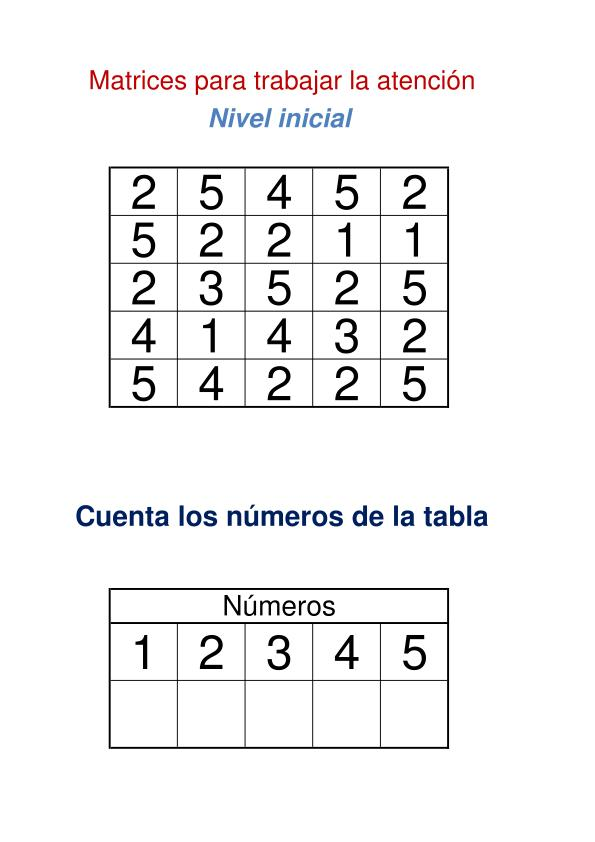 Matrices para trabajar la atención
Nivel inicial
2 5 4 5 2
5 2 2 1 1
2 3 5 2 5
4 1 4 3 2
5 4 2 2 5
Cuenta los números de la tabla
Números
1 2 3 4 5